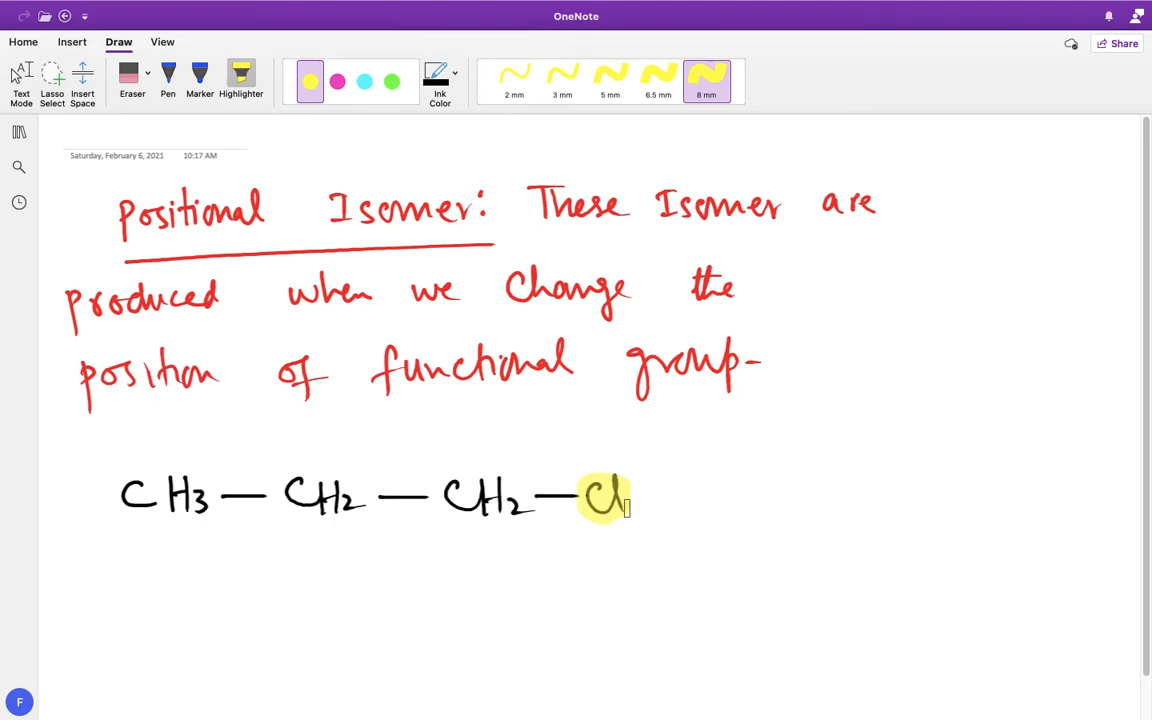 OneNote
Home Insert Draw View
Share
Text Mode Lasso Select Insert Space Eraser Pen Marker Highlighter Ink Color 2 mm 3 mm 5 mm 6.5 mm 8 mm
Saturday, February 6, 2021 10:17 AM
Positional Isomer: These Isomer are
produced when we change the
position of functional group-
CH3 — CH2 — CH2 — Cl
F